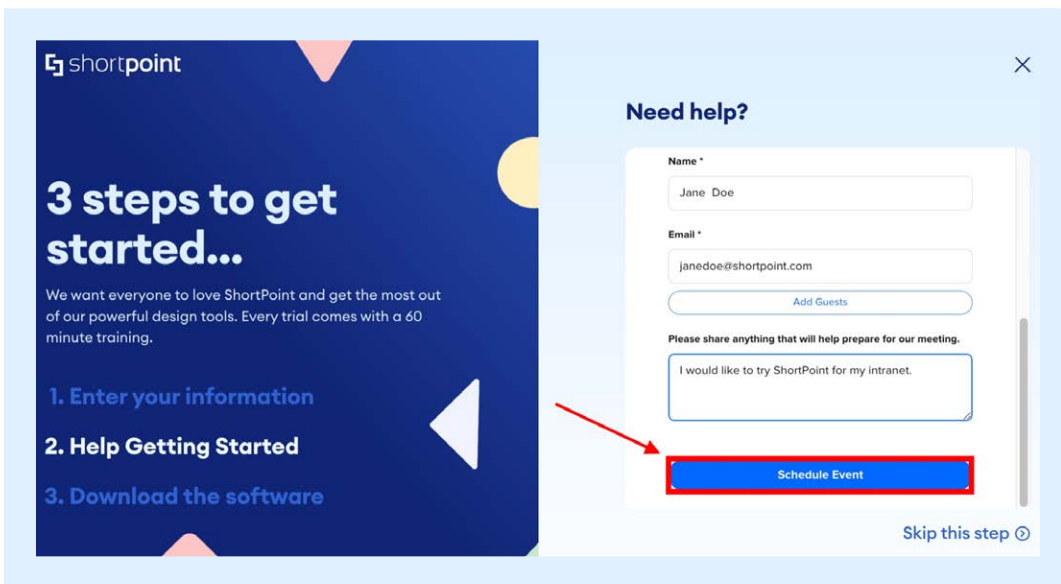 shortpoint
3 steps to get
started...
We want everyone to love ShortPoint and get the most out
of our powerful design tools. Every trial comes with a 60
minute training.
1. Enter your information
2. Help Getting Started
3. Download the software
Need help?
Name *
Jane Doe
Email *
janedoe@shortpoint.com
Add Guests
Please share anything that will help prepare for our meeting.
I would like to try ShortPoint for my intranet.
Schedule Event
Skip this step